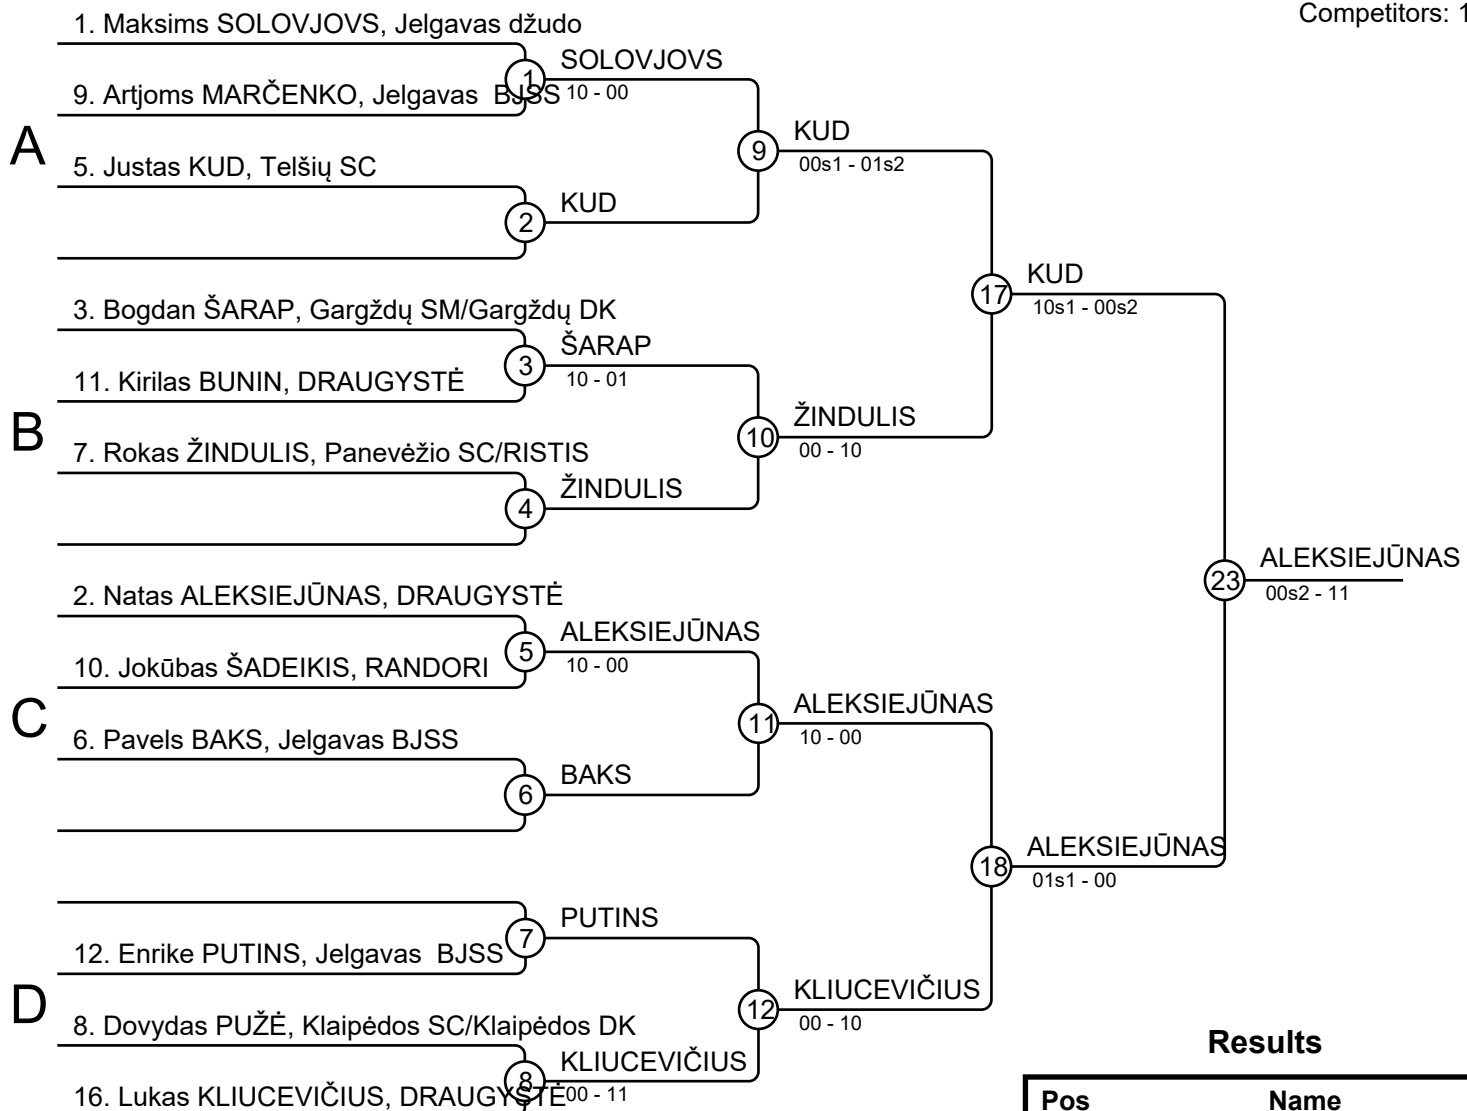 Competitors: 1
1. Maksims SOLOVJOVS, Jelgavas džudo
SOLOVJOVS
1
10 - 00
9. Artjoms MARČENKO, Jelgavas  BJSS
KUD
9
00s1 - 01s2
A
5. Justas KUD, Telšių SC
KUD
2
KUD
17
10s1 - 00s2
3. Bogdan ŠARAP, Gargždų SM/Gargždų DK
ŠARAP
3
10 - 01
11. Kirilas BUNIN, DRAUGYSTĖ
ŽINDULIS
B
10
00 - 10
7. Rokas ŽINDULIS, Panevėžio SC/RISTIS
ŽINDULIS
4
ALEKSIEJŪNAS
23
00s2 - 11
2. Natas ALEKSIEJŪNAS, DRAUGYSTĖ
ALEKSIEJŪNAS
5
10 - 00
10. Jokūbas ŠADEIKIS, RANDORI
ALEKSIEJŪNAS
C
11
10 - 00
6. Pavels BAKS, Jelgavas BJSS
BAKS
6
ALEKSIEJŪNAS
18
01s1 - 00
PUTINS
7
12. Enrike PUTINS, Jelgavas  BJSS
KLIUCEVIČIUS
D
12
00 - 10
8. Dovydas PUŽĖ, Klaipėdos SC/Klaipėdos DK
KLIUCEVIČIUS
8
00 - 11
16. Lukas KLIUCEVIČIUS, DRAUGYSTĖ
Results
Pos Name